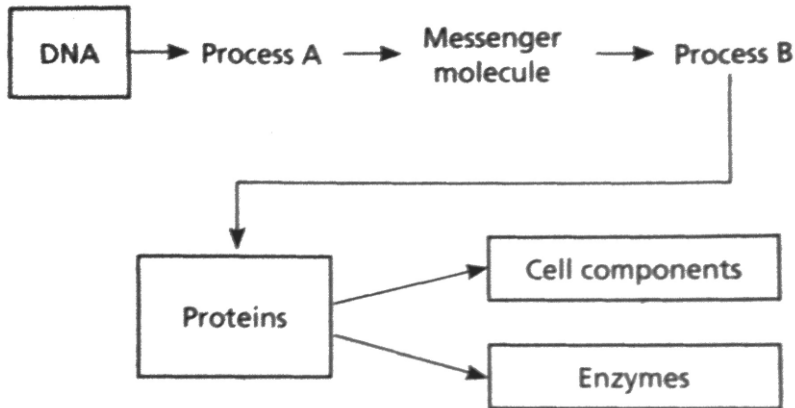 DNA
Process A
Messenger
molecule
Process B
Proteins
Cell components
Enzymes